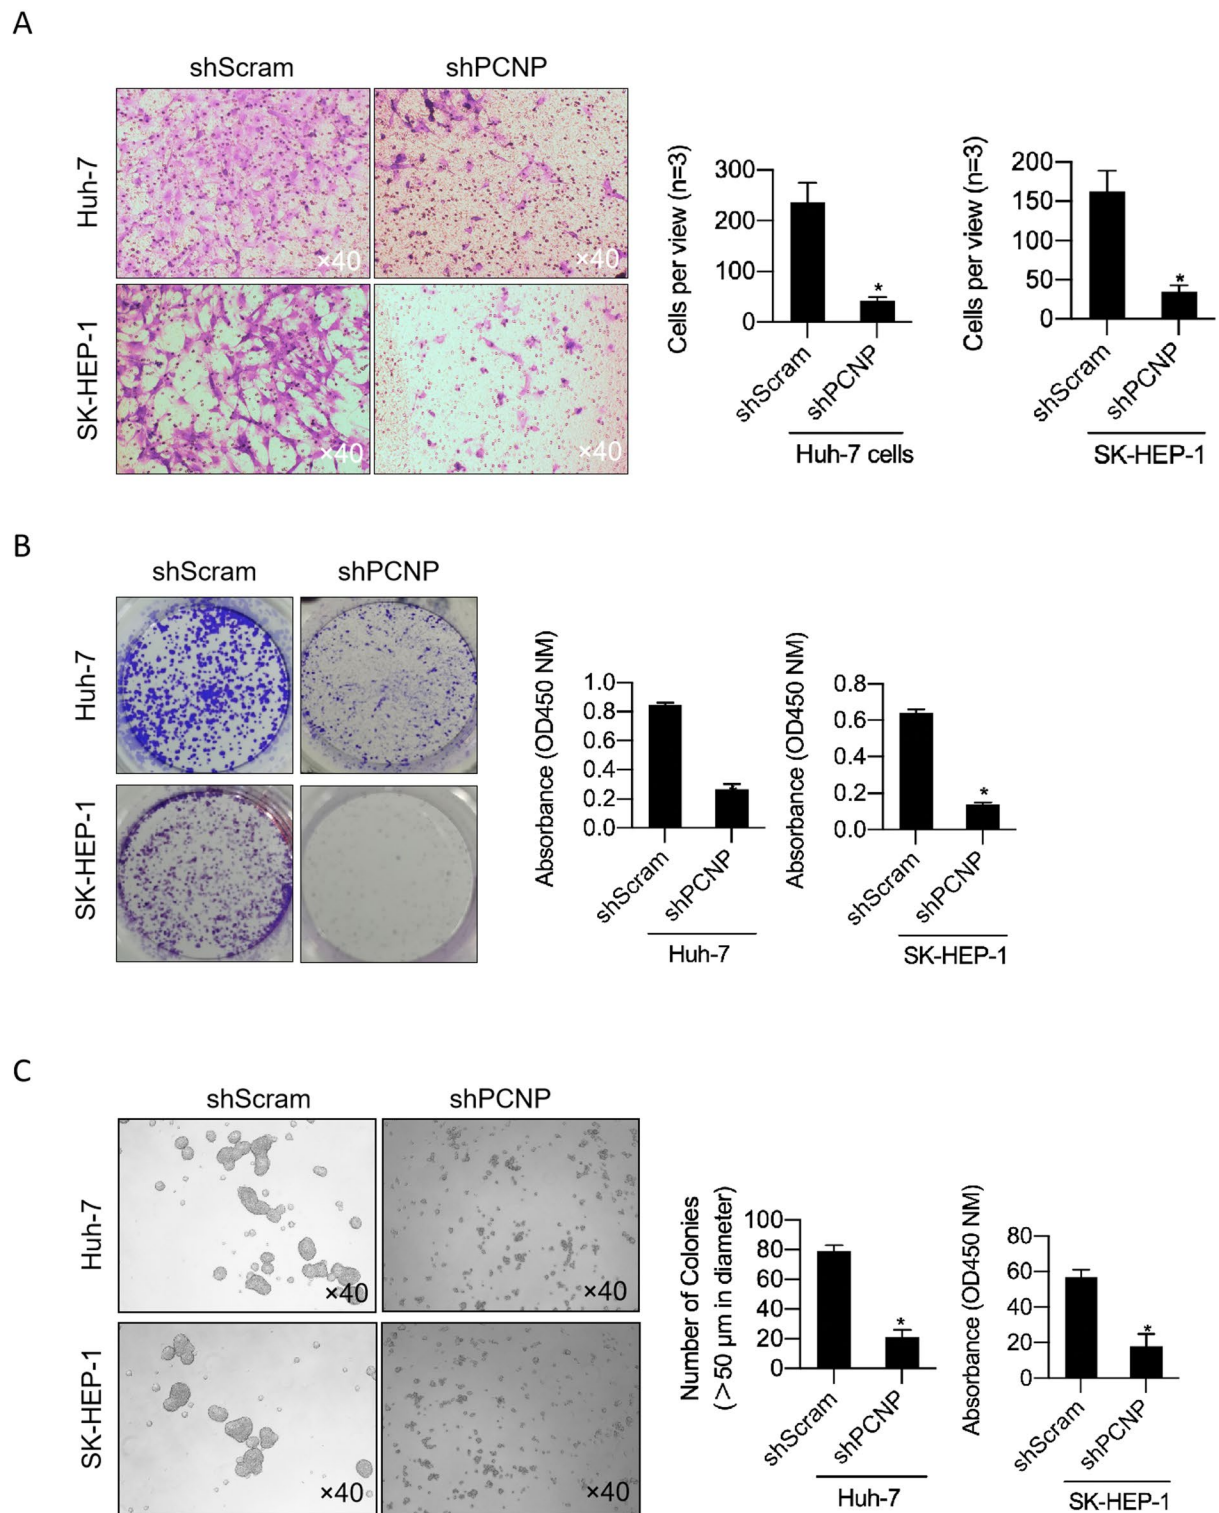 A
shScram shPCNP
Huh-7
×40 ×40
SK-HEP-1
×40 ×40
Cells per view (n=3)
300
200
100
0
shScram
shPCNP
Huh-7 cells
Cells per view (n=3)
200
150
100
50
0
*
*
shScram
shPCNP
SK-HEP-1
B
shScram shPCNP
Huh-7
SK-HEP-1
Absorbance (OD450 NM)
1.0
0.8
0.6
0.4
0.2
0.0
*
shScram
shPCNP
Huh-7
Absorbance (OD450 NM)
0.8
0.6
0.4
0.2
0.0
*
shScram
shPCNP
SK-HEP-1
C
shScram shPCNP
Huh-7
×40 ×40
SK-HEP-1
×40 ×40
Number of Colonies
(>50 μm in diameter)
100
80
60
40
20
0
*
shScram
shPCNP
Huh-7
Absorbance (OD450 NM)
80
60
40
20
0
*
shScram
shPCNP
SK-HEP-1